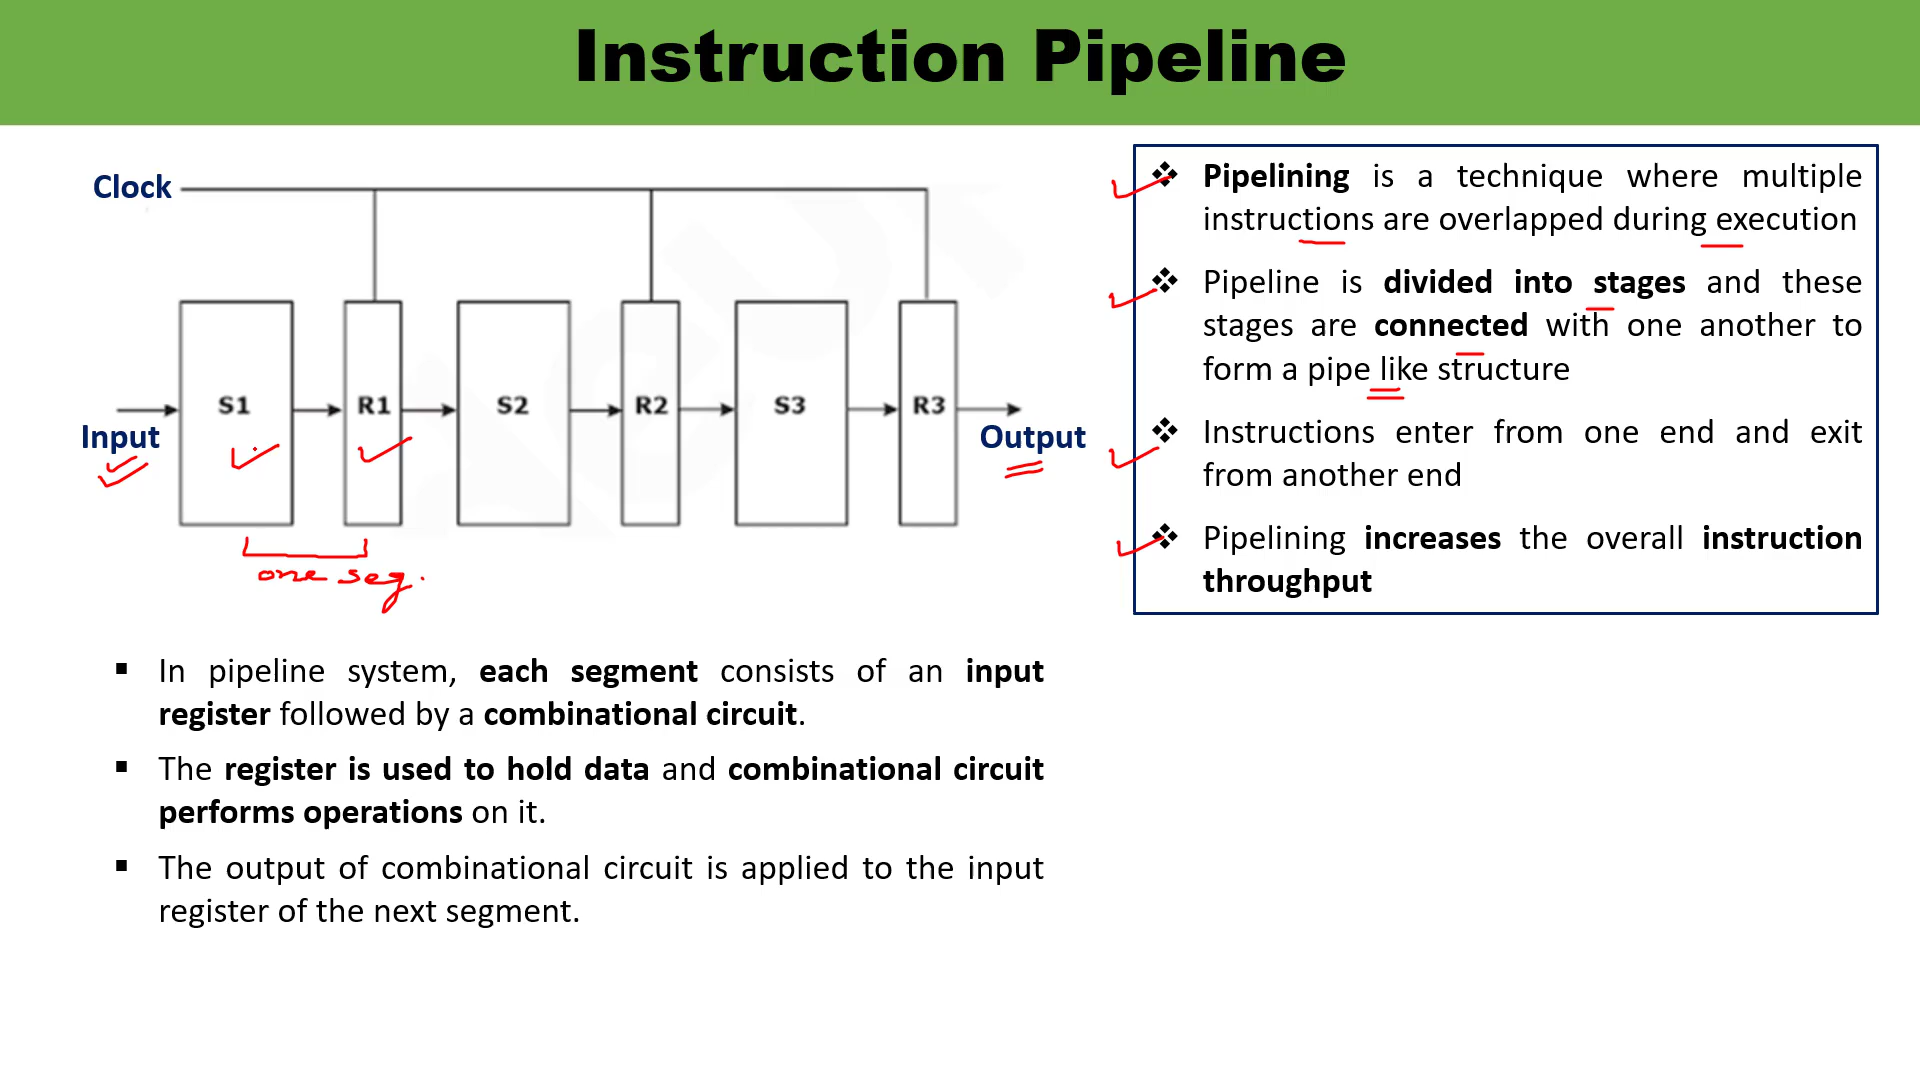 Instruction Pipeline
Clock
S1
R1
S2
R2
S3
R3
Input
Output
one seg.
❖ Pipelining is a technique where multiple
instructions are overlapped during execution
❖ Pipeline is divided into stages and these
stages are connected with one another to
form a pipe like structure
❖ Instructions enter from one end and exit
from another end
❖ Pipelining increases the overall instruction
throughput
▪ In pipeline system, each segment consists of an input
register followed by a combinational circuit.
▪ The register is used to hold data and combinational circuit
performs operations on it.
▪ The output of combinational circuit is applied to the input
register of the next segment.